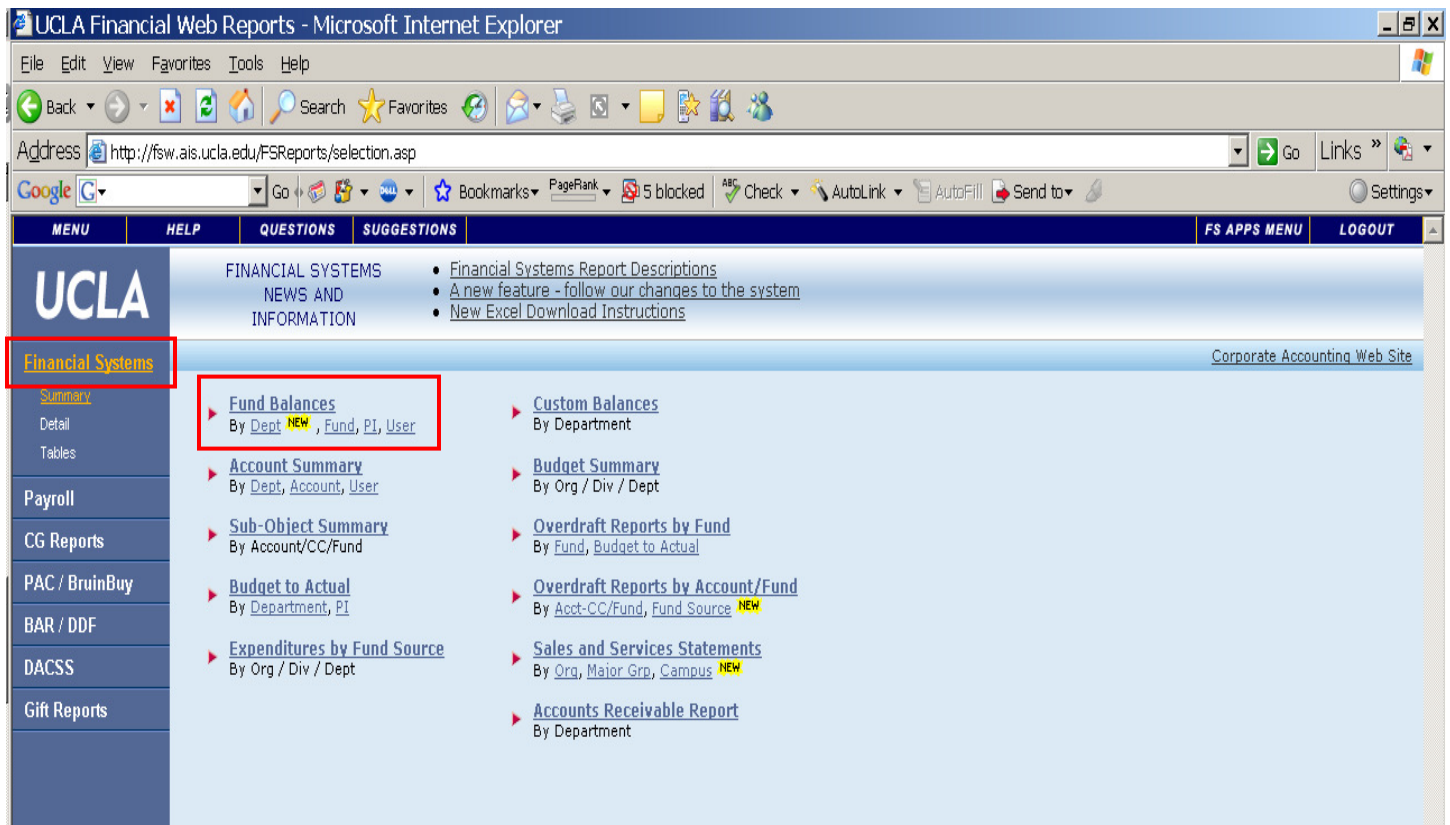 UCLA Financial Web Reports - Microsoft Internet Explorer
File Edit View Favorites Tools Help
Back Search Favorites
Address http://fsw.ais.ucla.edu/FSReports/selection.asp Go Links »
Google G Go Bookmarks PageRank 5 blocked ABC Check AutoLink AutoFill Send to Settings
MENU HELP QUESTIONS SUGGESTIONS FS APPS MENU LOGOUT
UCLA
FINANCIAL SYSTEMS
NEWS AND
INFORMATION
• Financial Systems Report Descriptions
• A new feature - follow our changes to the system
• New Excel Download Instructions
Corporate Accounting Web Site
Financial Systems
Summary
Detail
Tables
Payroll
CG Reports
PAC / BruinBuy
BAR / DDF
DACSS
Gift Reports
Fund Balances
By Dept NEW , Fund, PI, User
Account Summary
By Dept, Account, User
Sub-Object Summary
By Account/CC/Fund
Budget to Actual
By Department, PI
Expenditures by Fund Source
By Org / Div / Dept
Custom Balances
By Department
Budget Summary
By Org / Div / Dept
Overdraft Reports by Fund
By Fund, Budget to Actual
Overdraft Reports by Account/Fund
By Acct-CC/Fund, Fund Source NEW
Sales and Services Statements
By Org, Major Grp, Campus NEW
Accounts Receivable Report
By Department